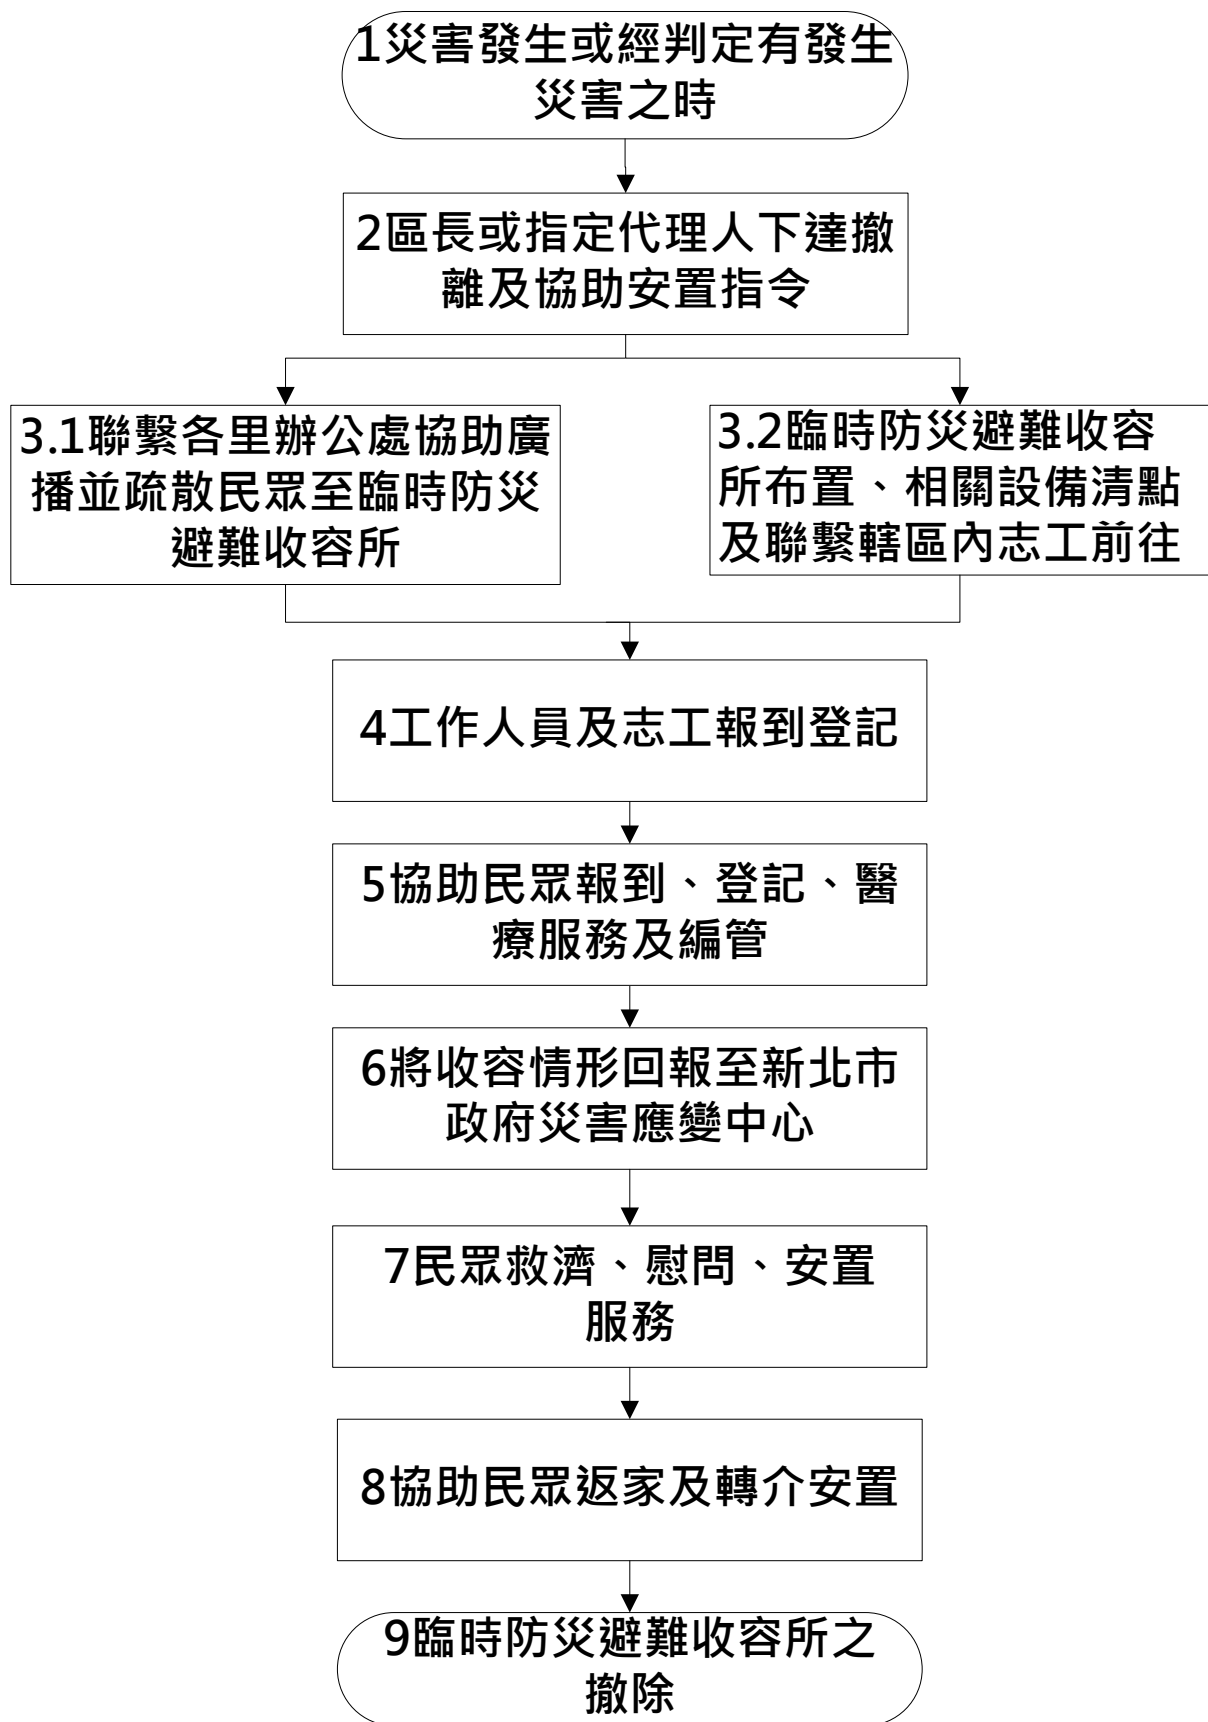 1災害發生或經判定有發生
災害之時
2區長或指定代理人下達撤
離及協助安置指令
3.1聯繫各里辦公處協助廣
播並疏散民眾至臨時防災
避難收容所
3.2臨時防災避難收容
所布置、相關設備清點
及聯繫轄區內志工前往
4工作人員及志工報到登記
5協助民眾報到、登記、醫
療服務及編管
6將收容情形回報至新北市
政府災害應變中心
7民眾救濟、慰問、安置
服務
8協助民眾返家及轉介安置
9臨時防災避難收容所之
撤除